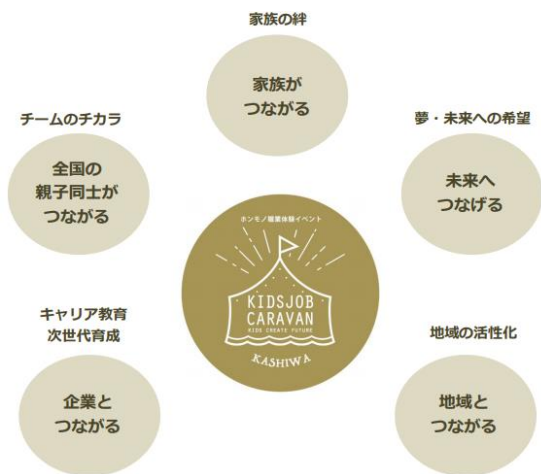 家族の絆
家族が
つながる
チームのチカラ
全国の
親子同士が
つながる
夢・未来への希望
未来へ
つなげる
ホンモノ職業体験イベント
KIDSJOB
CARAVAN
KIDS CREATE FUTURE
KASHIWA
キャリア教育
次世代育成
企業と
つながる
地域の活性化
地域と
つながる